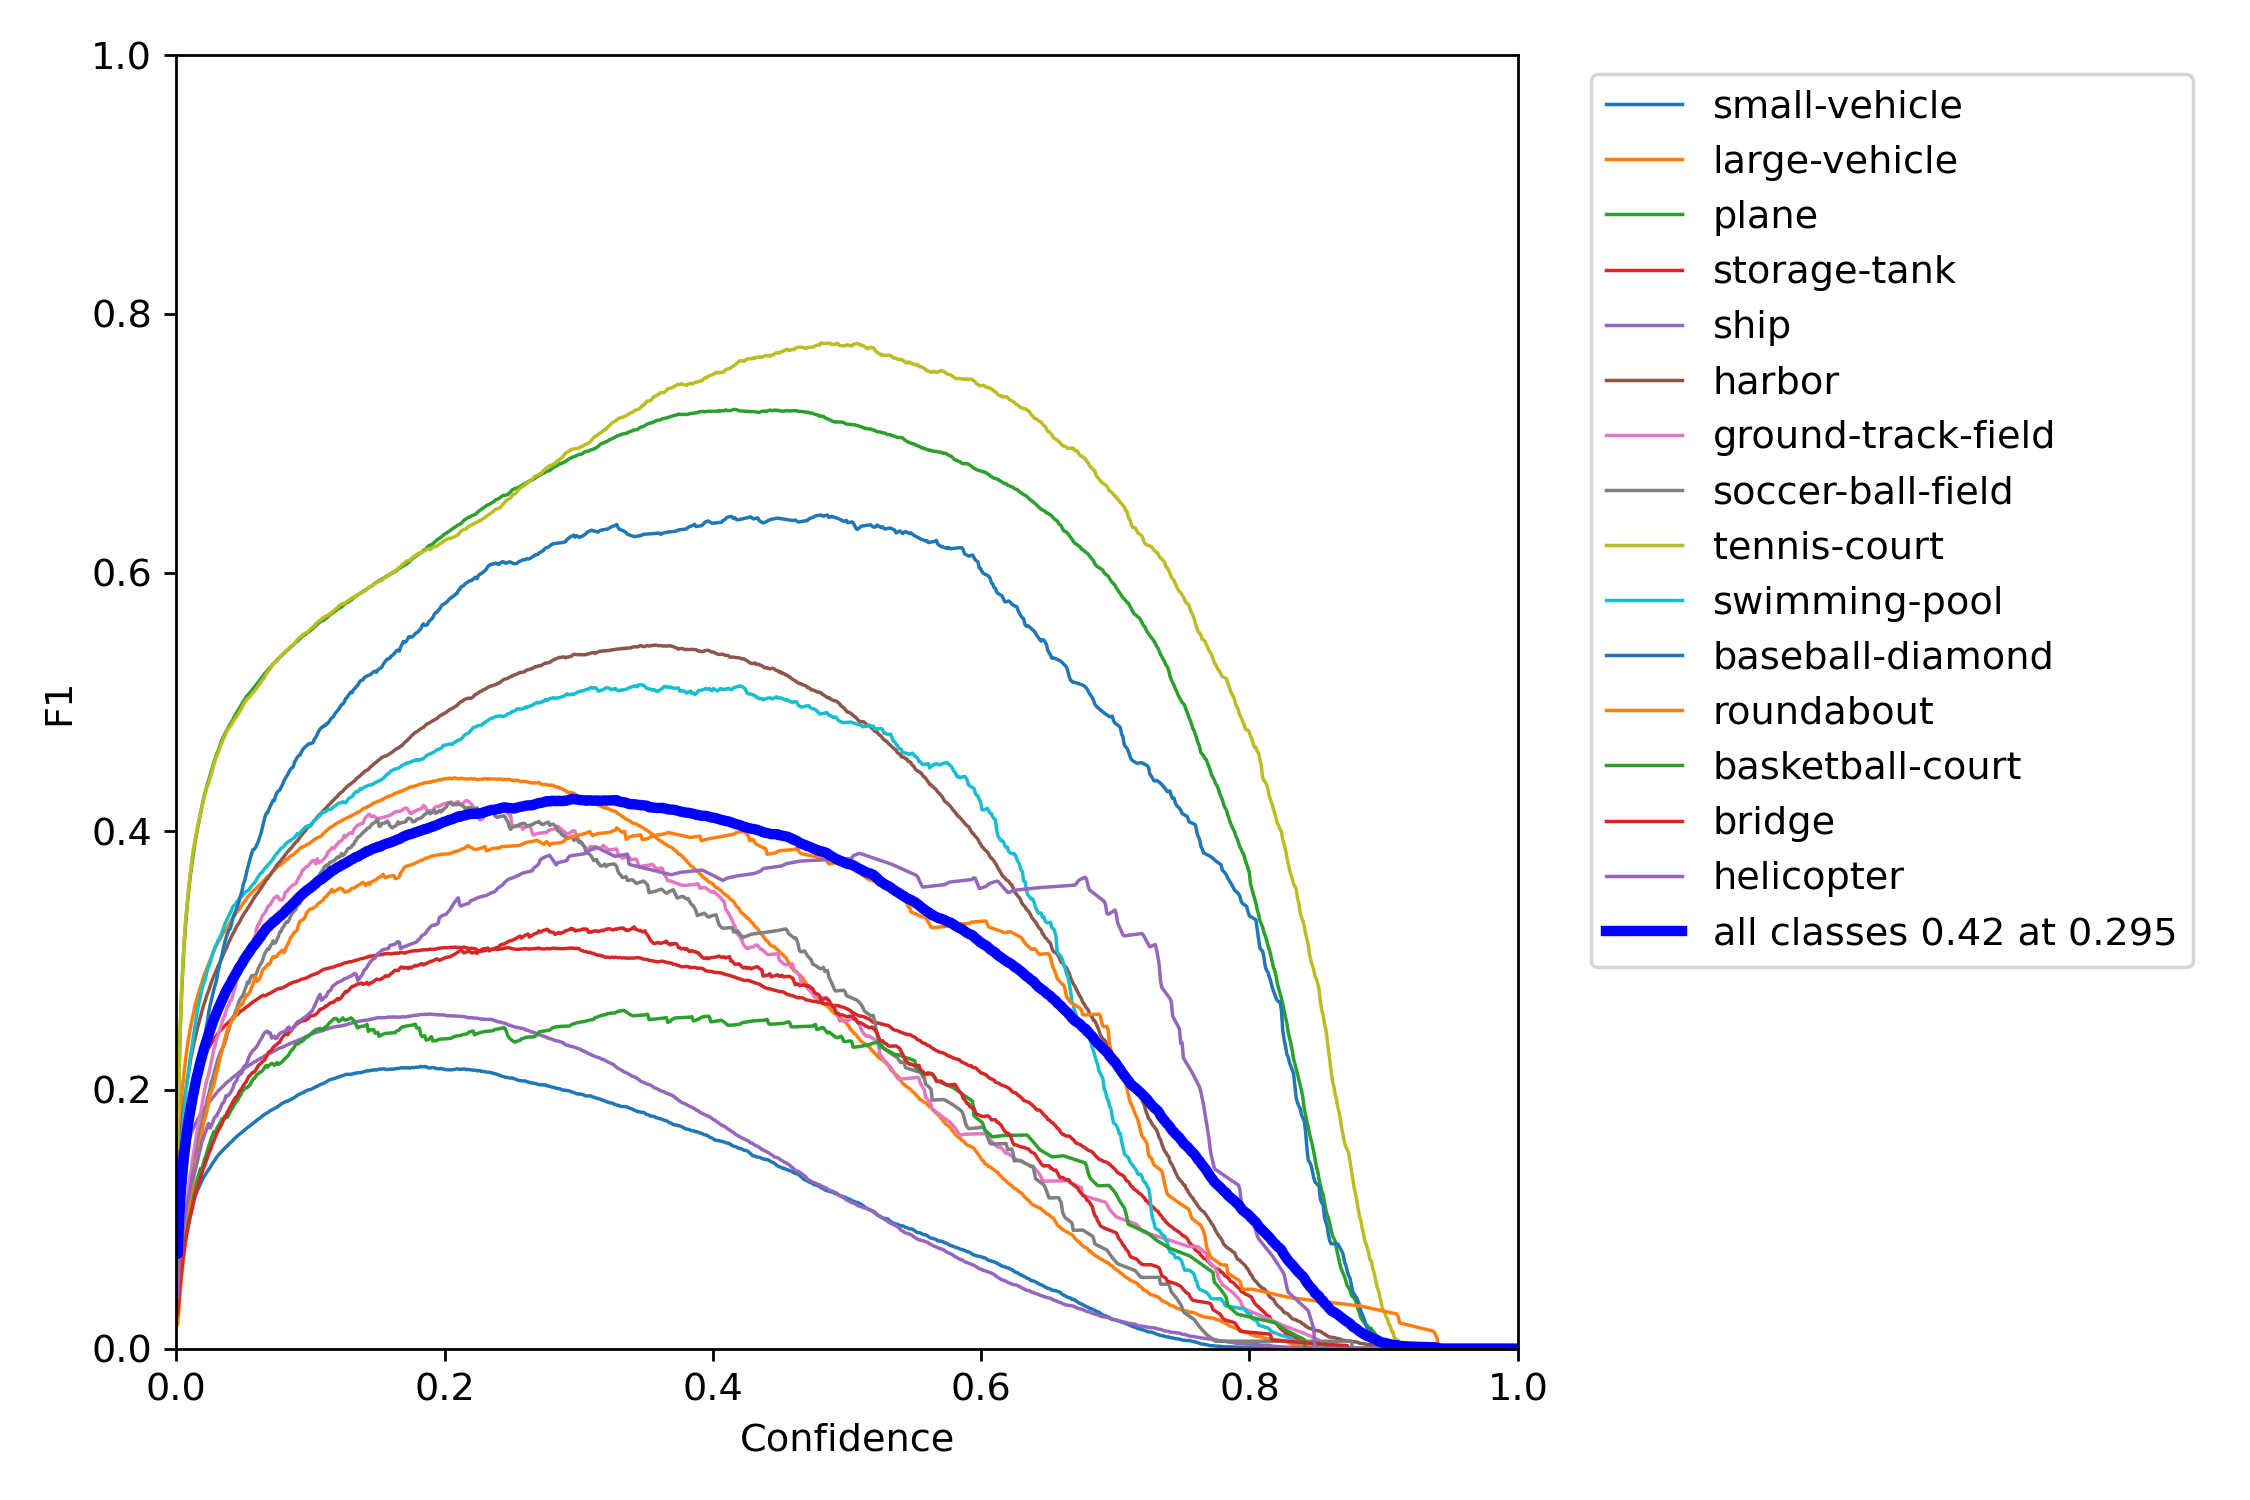 1.0
0.8
0.6
0.4
0.2
0.0
0.0 0.2 0.4 0.6 0.8 1.0
F1
Confidence
small-vehicle
large-vehicle
plane
storage-tank
ship
harbor
ground-track-field
soccer-ball-field
tennis-court
swimming-pool
baseball-diamond
roundabout
basketball-court
bridge
helicopter
all classes 0.42 at 0.295